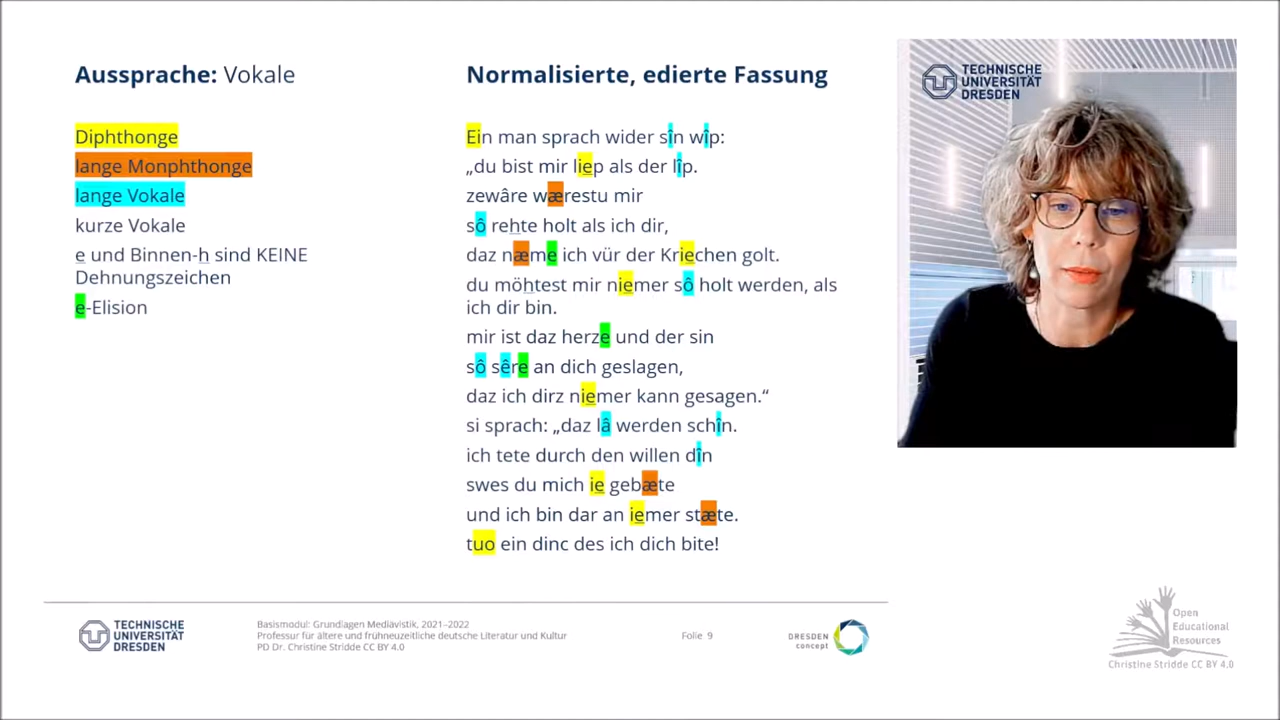 Aussprache: Vokale
Diphthonge
lange Monphthonge
lange Vokale
kurze Vokale
e und Binnen-h sind KEINE
Dehnungszeichen
e-Elision
Normalisierte, edierte Fassung
Ein man sprach wider sîn wîp:
„du bist mir liep als der lîp.
zewâre wærestu mir
sô rehte holt als ich dir,
daz næme ich vür der Kriechen golt.
du möhtest mir niemer sô holt werden, als
ich dir bin.
mir ist daz herze und der sin
sô sêre an dich geslagen,
daz ich dirz niemer kann gesagen.“
si sprach: „daz lâ werden schîn.
ich tete durch den willen dîn
swes du mich ie gebæte
und ich bin dar an iemer stæte.
tuo ein dinc des ich dich bite!
TECHNISCHE
UNIVERSITÄT
DRESDEN
TECHNISCHE
UNIVERSITÄT
DRESDEN
Basismodul: Grundlagen Mediävistik, 2021–2022
Professur für ältere und frühneuzeitliche deutsche Literatur und Kultur
PD Dr. Christine Stridde CC BY 4.0
Folie 9
DRESDEN
concept
Open
Educational
Resources
Christine Stridde CC BY 4.0